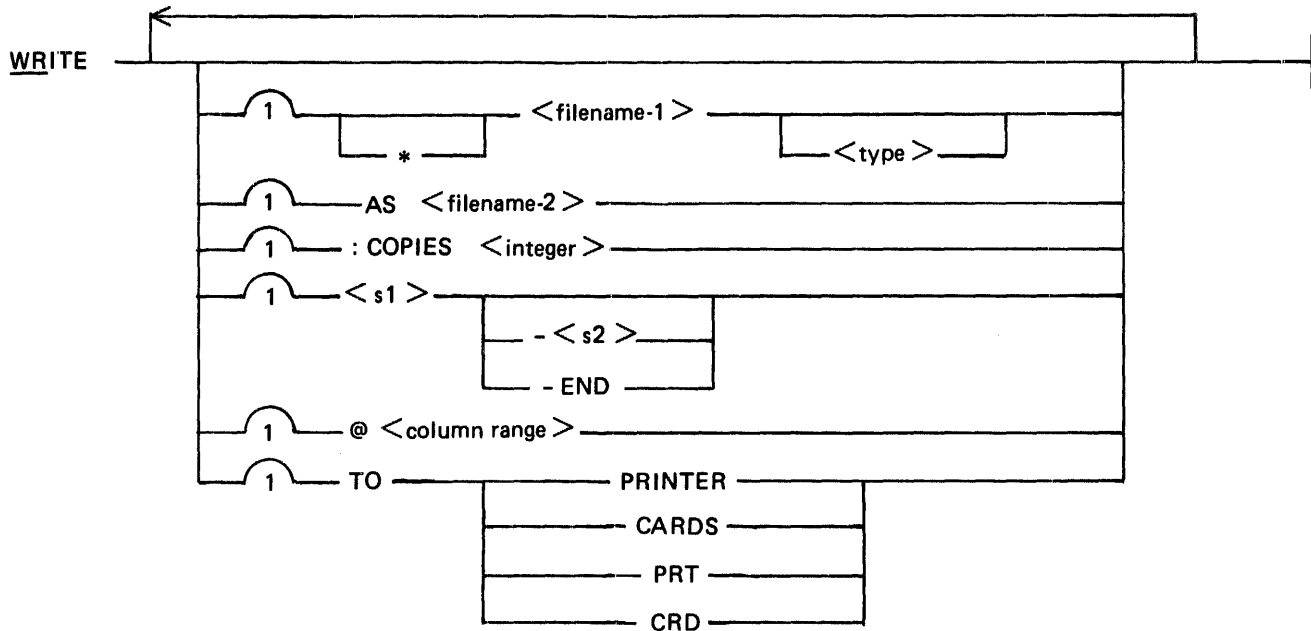 WRITE
1 <filename-1>
* <type>
1 AS <filename-2>
1 : COPIES <integer>
1 <s1>
- <s2>
- END
1 @ <column range>
1 TO PRINTER
CARDS
PRT
CRD